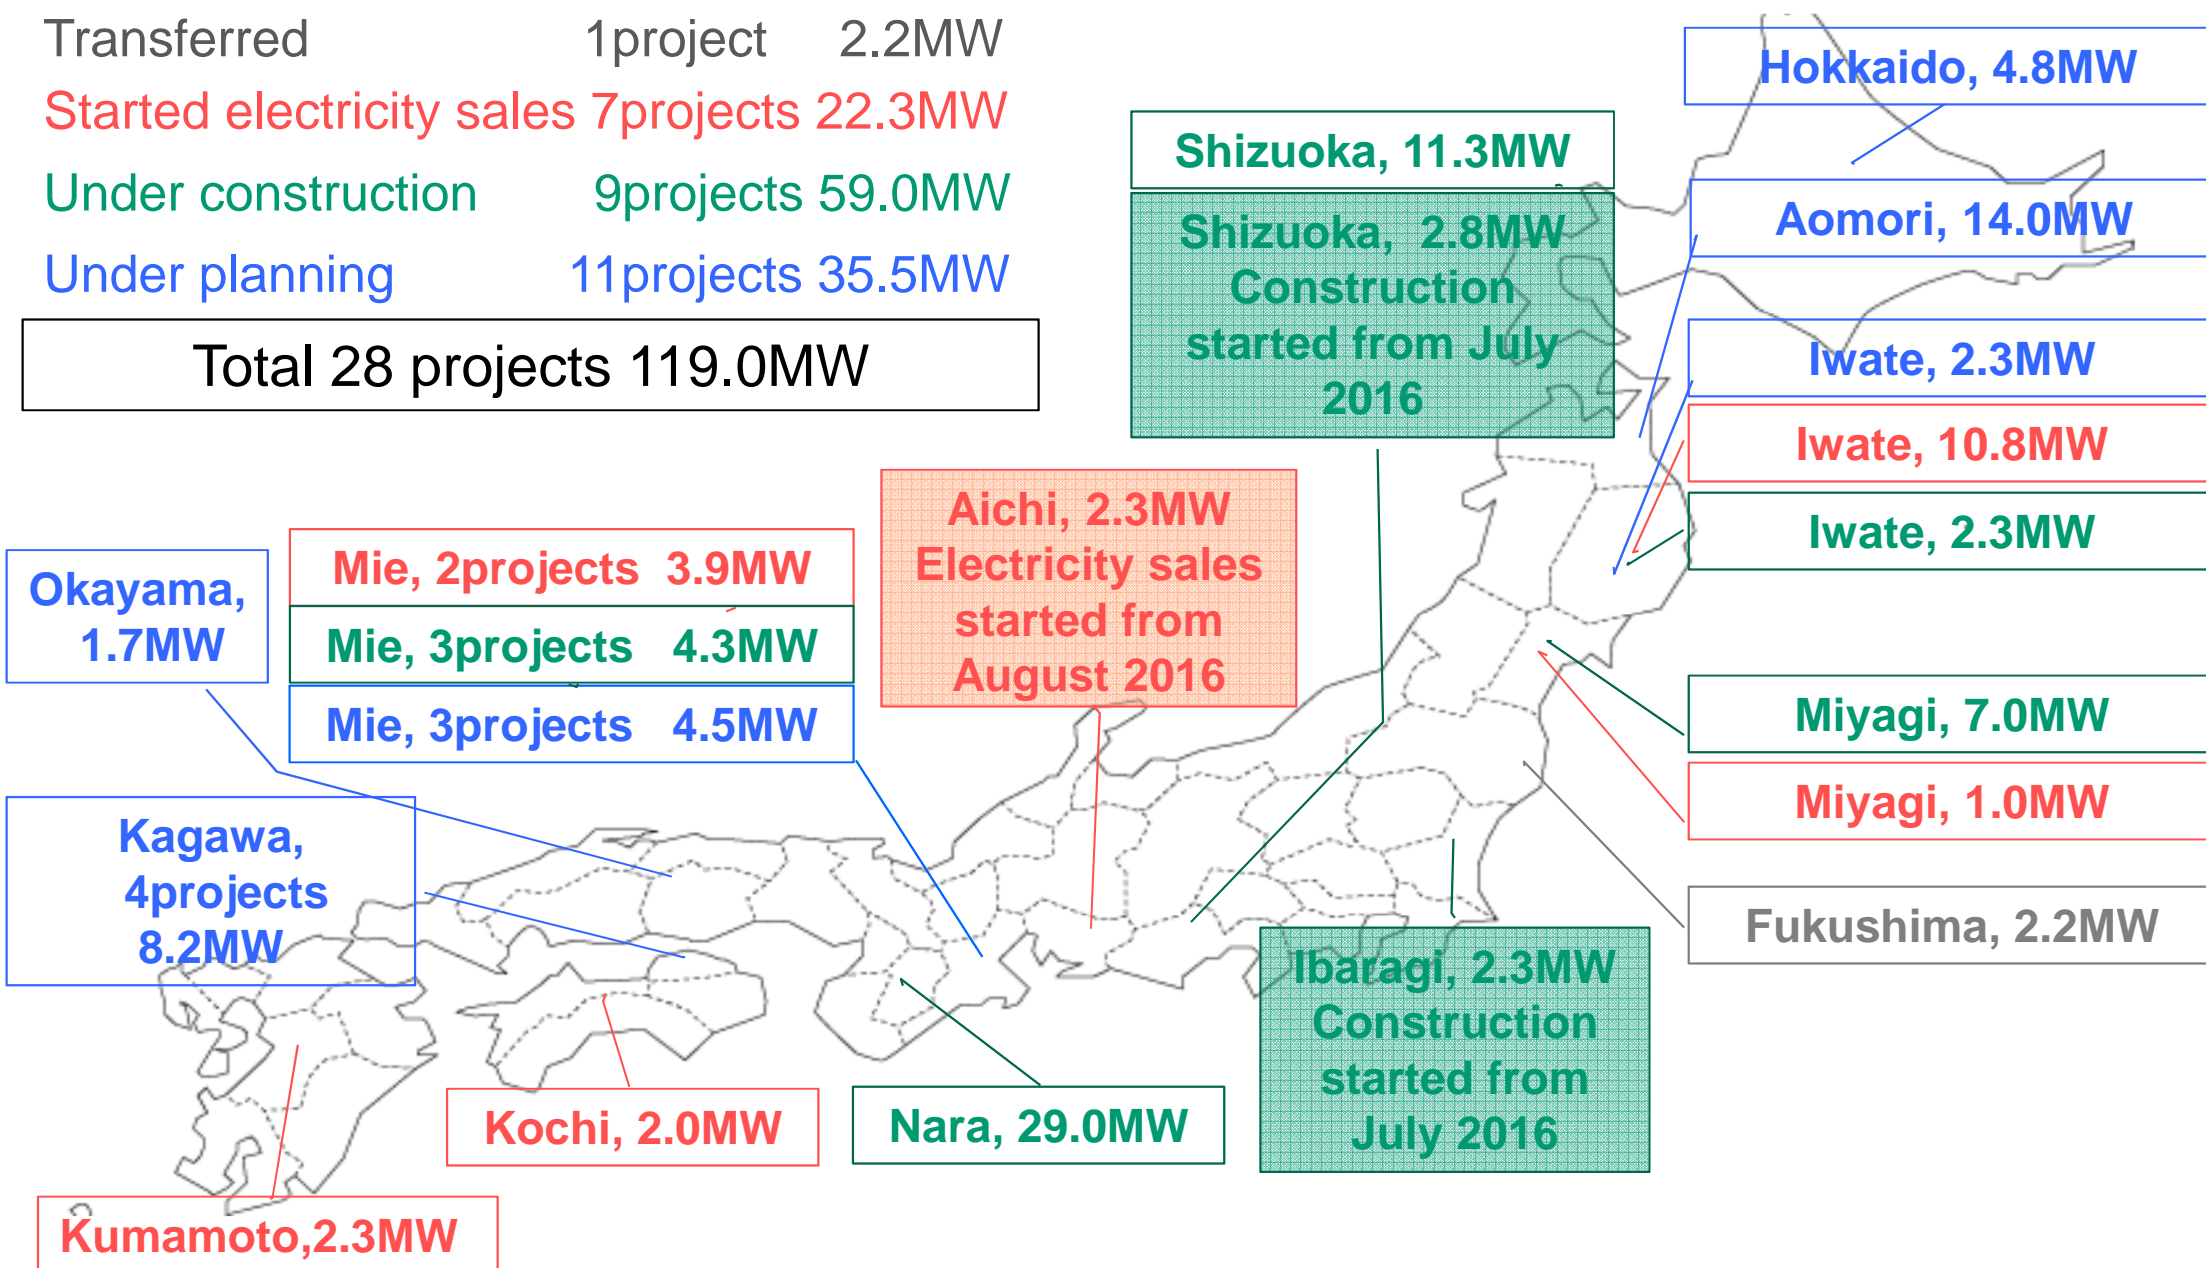 Transferred 1project 2.2MW
Started electricity sales 7projects 22.3MW
Under construction 9projects 59.0MW
Under planning 11projects 35.5MW
Total 28 projects 119.0MW
Hokkaido, 4.8MW
Shizuoka, 11.3MW
Shizuoka, 2.8MW
Construction
started from July
2016
Aomori, 14.0MW
Iwate, 2.3MW
Iwate, 10.8MW
Iwate, 2.3MW
Aichi, 2.3MW
Electricity sales
started from
August 2016
Mie, 2projects 3.9MW
Mie, 3projects 4.3MW
Mie, 3projects 4.5MW
Okayama,
1.7MW
Miyagi, 7.0MW
Miyagi, 1.0MW
Kagawa,
4projects
8.2MW
Fukushima, 2.2MW
Ibaragi, 2.3MW
Construction
started from
July 2016
Kochi, 2.0MW
Nara, 29.0MW
Kumamoto,2.3MW